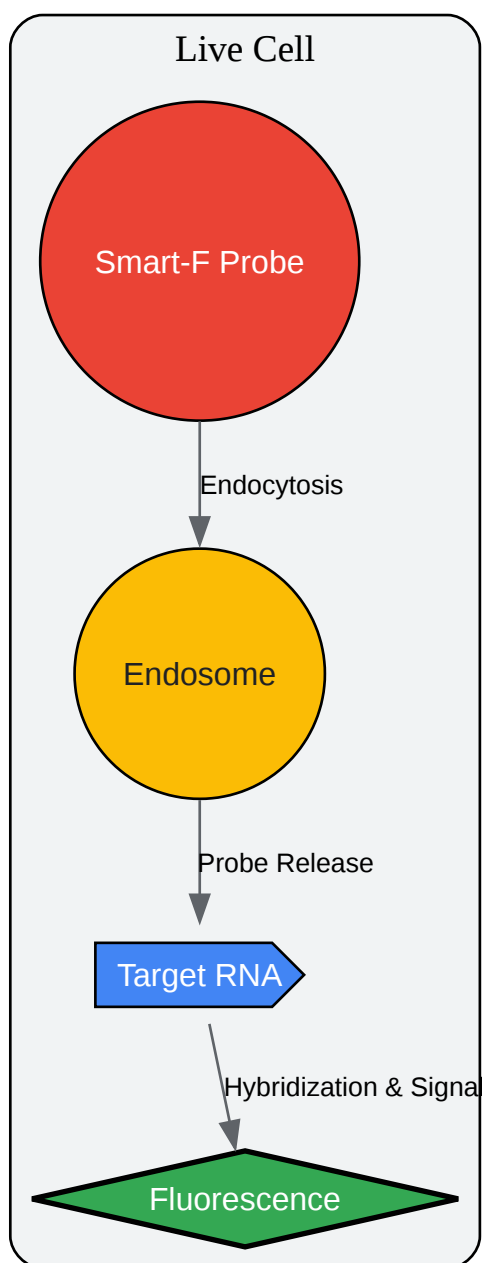 Live Cell
Smart-F Probe
Endocytosis
Endosome
Probe Release
Target RNA
Hybridization & Signal
Fluorescence